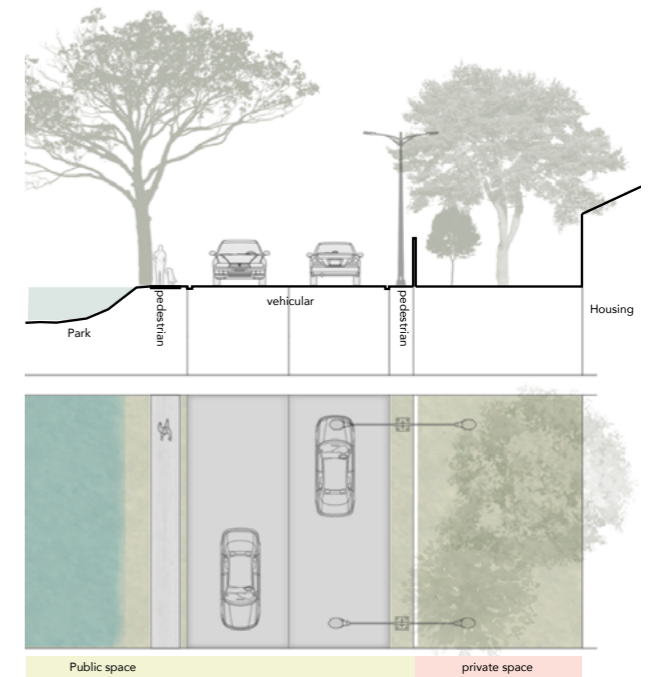 pedestrian
vehicular
pedestrian
Housing
Park
Public space
private space